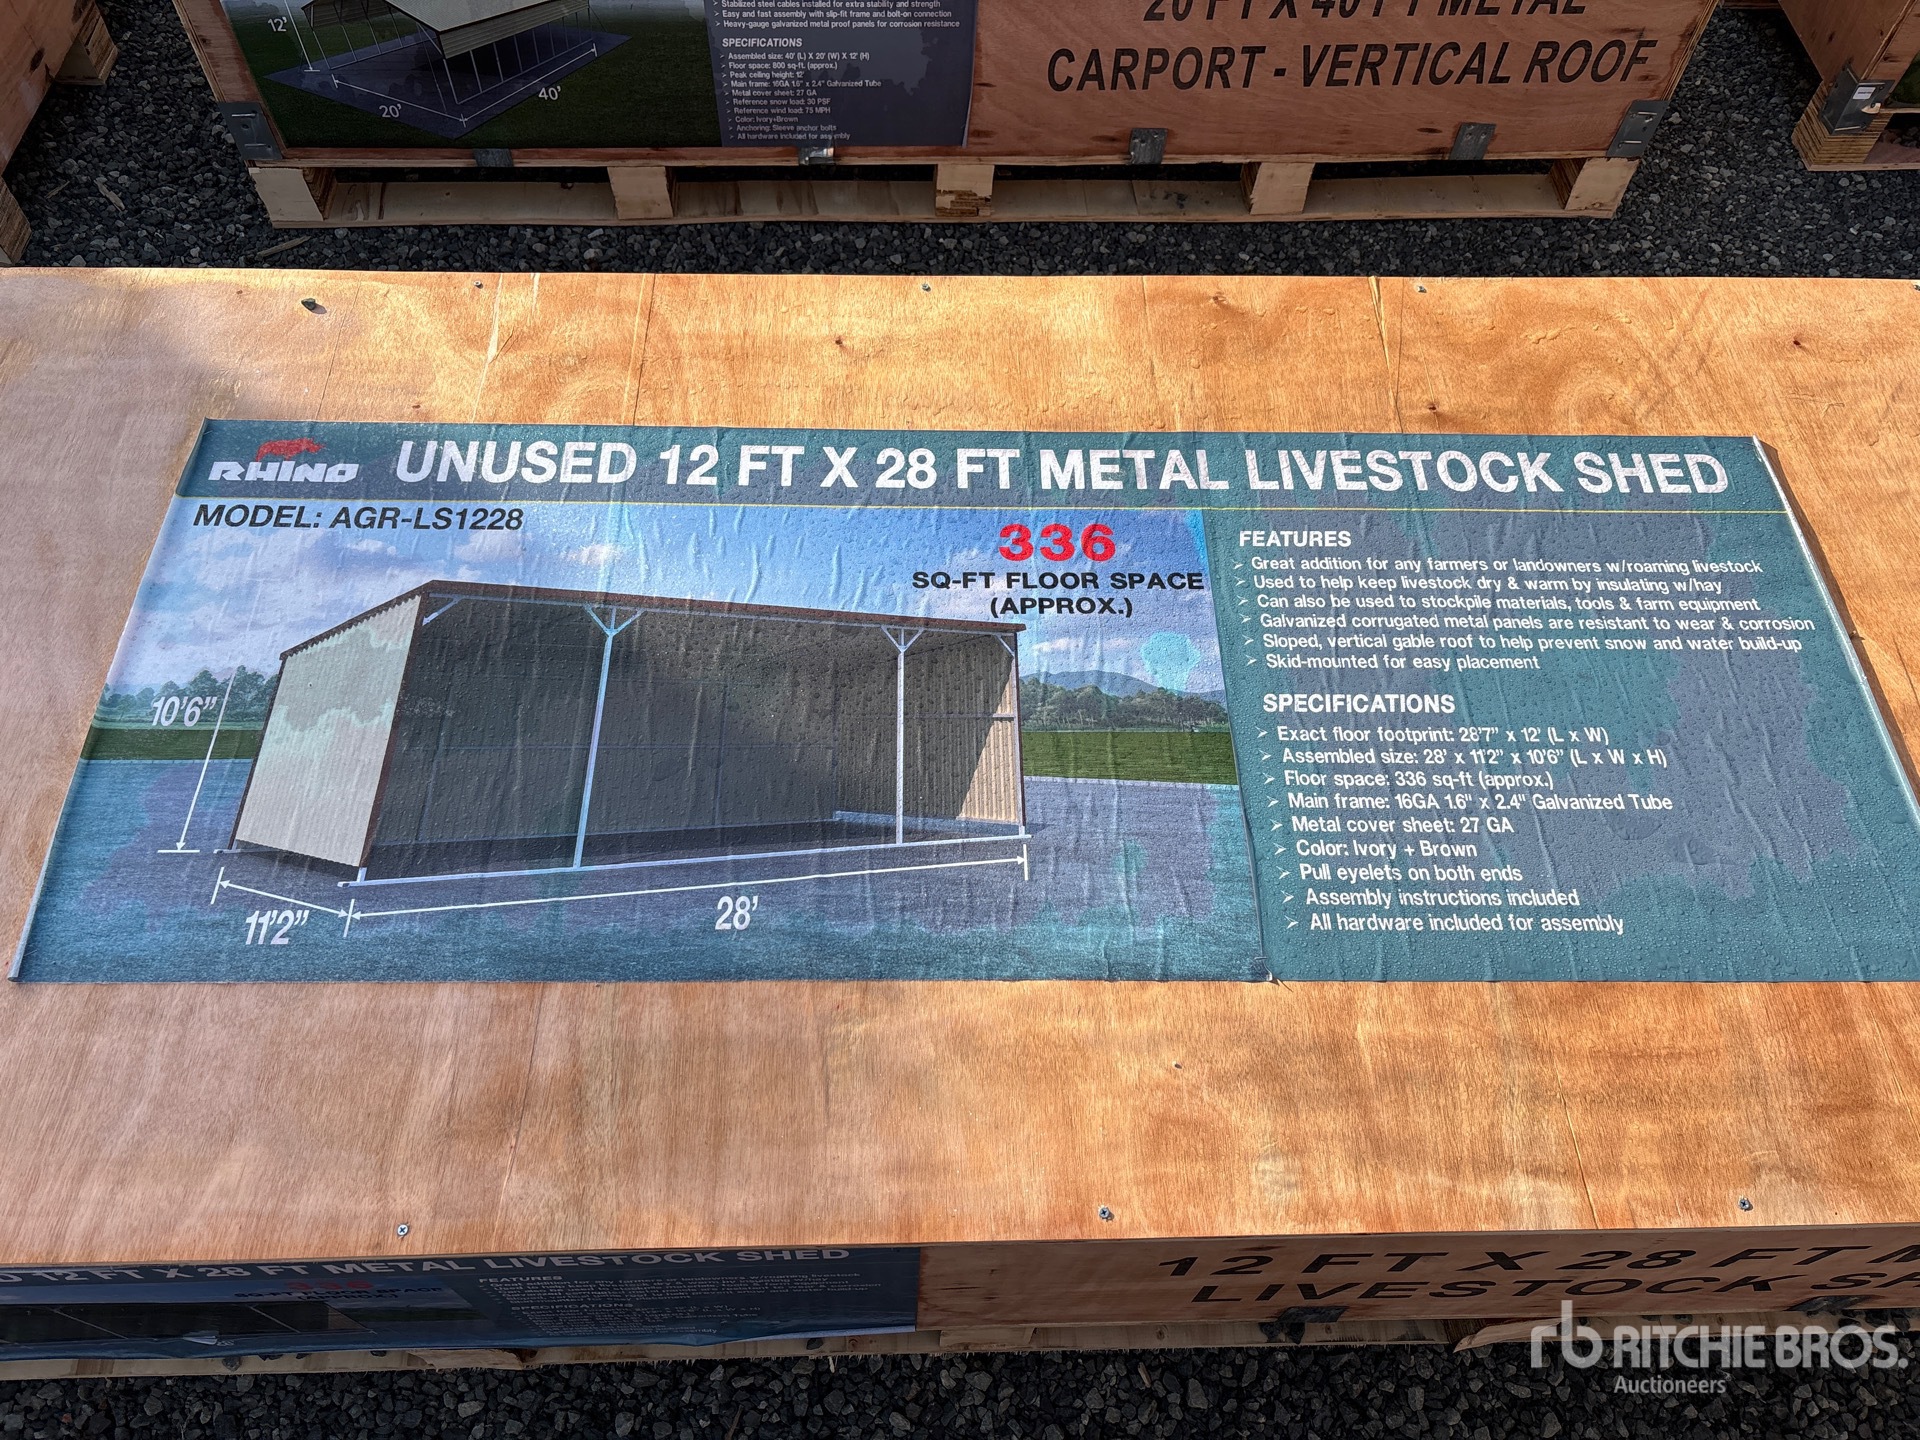 12'
20'
40'
Stabilized steel cables installed for extra stability and strength
➢ Easy and fast assembly with slip-fit frame and bolt-on connection
➢ Heavy-gauge galvanized metal proof panels for corrosion resistance
SPECIFICATIONS
➢ Assembled size: 40' (L) X 20' (W) X 12' (H)
➢ Floor space: 800 sq-ft. (approx.)
➢ Peak ceiling height: 12'
➢ Main frame: 16GA 1.6" x 2.4" Galvanized Tube
➢ Metal cover sheet: 27 GA
➢ Reference snow load: 30 PSF
➢ Reference wind load: 75 MPH
➢ Color: Ivory+Brown
➢ Anchoring: Sleeve anchor bolts
➢ All hardware included for assembly
20 FT X 40 FT METAL
CARPORT - VERTICAL ROOF
RHINO
UNUSED 12 FT X 28 FT METAL LIVESTOCK SHED
MODEL: AGR-LS1228
336
SQ-FT FLOOR SPACE
(APPROX.)
10'6"
11'2"
28'
FEATURES
➢ Great addition for any farmers or landowners w/roaming livestock
➢ Used to help keep livestock dry & warm by insulating w/hay
➢ Can also be used to stockpile materials, tools & farm equipment
➢ Galvanized corrugated metal panels are resistant to wear & corrosion
➢ Sloped, vertical gable roof to help prevent snow and water build-up
➢ Skid-mounted for easy placement
SPECIFICATIONS
➢ Exact floor footprint: 28'7" x 12' (L x W)
➢ Assembled size: 28' x 11'2" x 10'6" (L x W x H)
➢ Floor space: 336 sq-ft (approx.)
➢ Main frame: 16GA 1.6" x 2.4" Galvanized Tube
➢ Metal cover sheet: 27 GA
➢ Color: Ivory + Brown
➢ Pull eyelets on both ends
➢ Assembly instructions included
➢ All hardware included for assembly
12 FT X 28 FT METAL LIVESTOCK SHED
336
SQ-FT FLOOR SPACE
FEATURES
SPECIFICATIONS
12 FT X 28 FT M
LIVESTOCK S
rb RITCHIE BROS.
Auctioneers